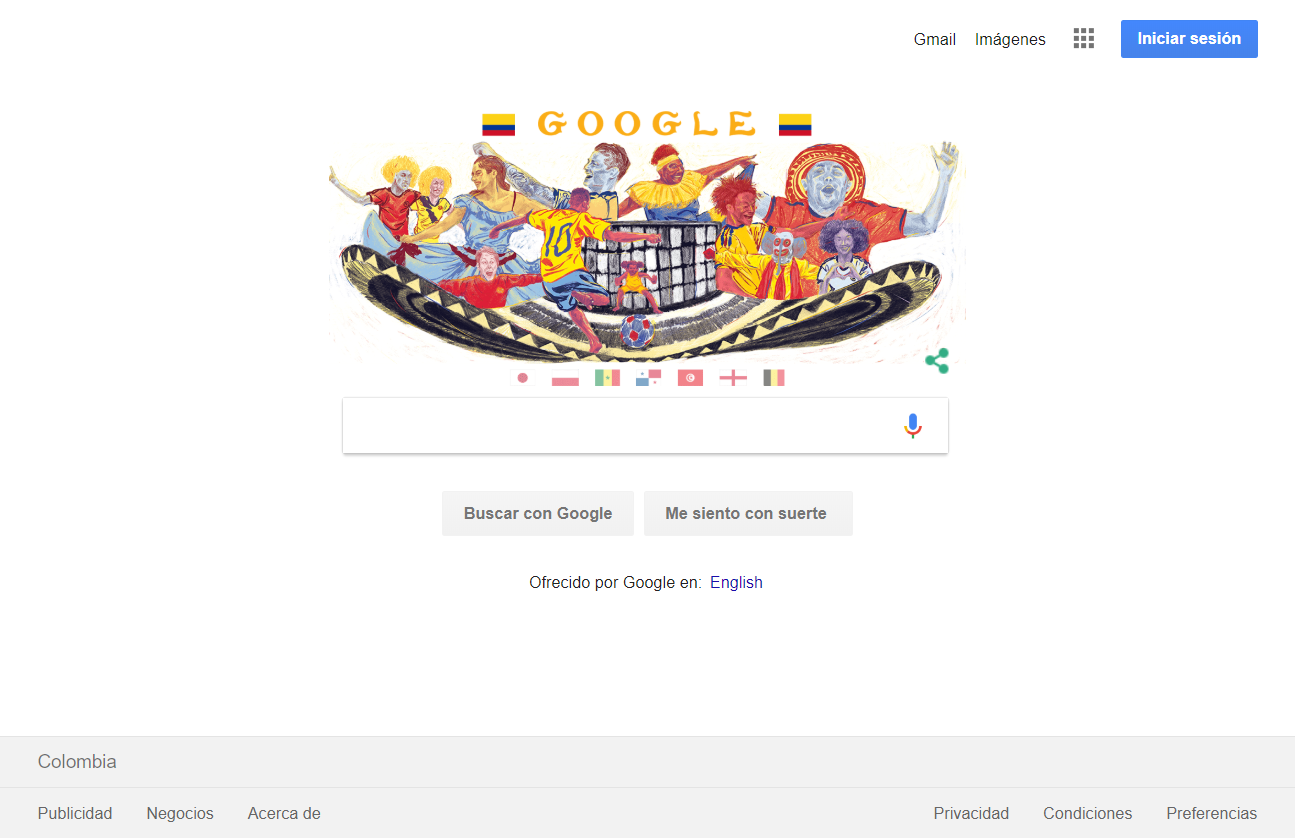 Gmail Imágenes Iniciar sesión
GOOGLE
10
Buscar con Google Me siento con suerte
Ofrecido por Google en: English
Colombia
Publicidad Negocios Acerca de Privacidad Condiciones Preferencias